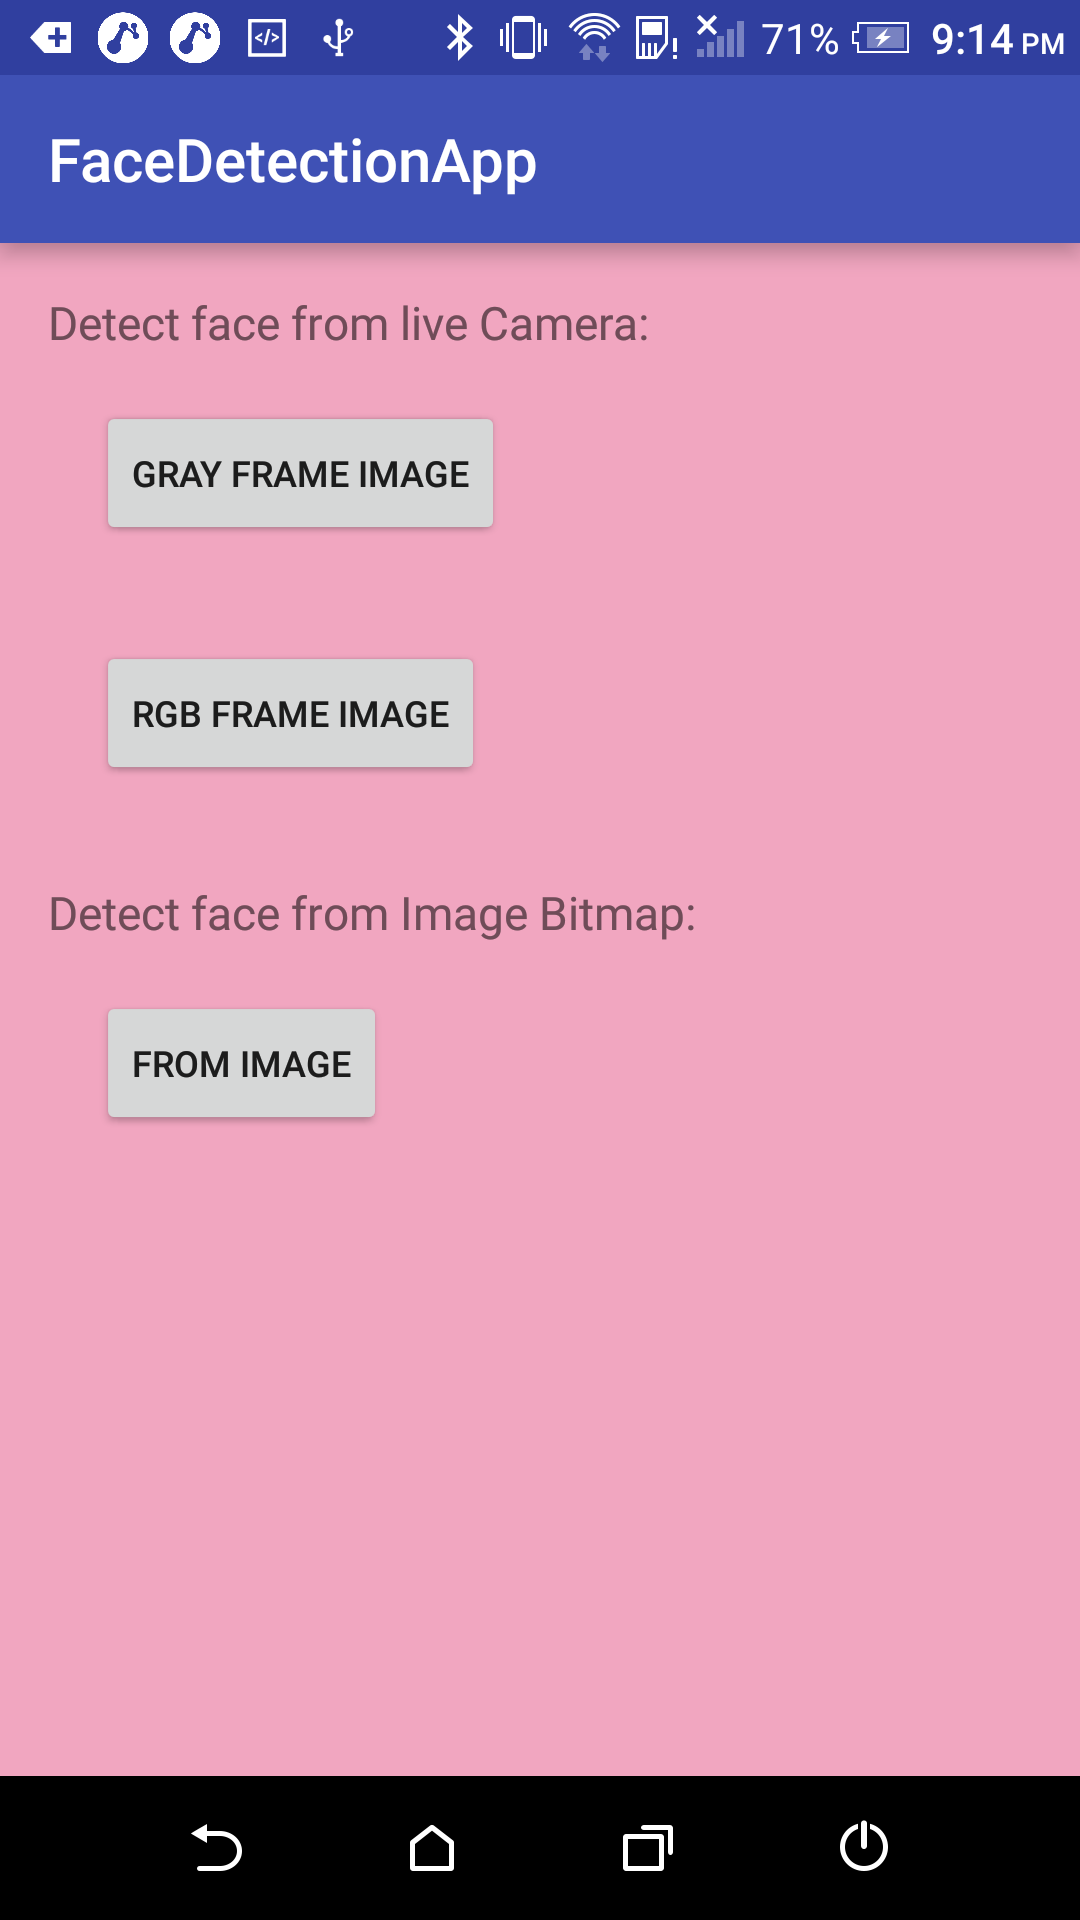 71% 9:14 PM
FaceDetectionApp
Detect face from live Camera:
GRAY FRAME IMAGE
RGB FRAME IMAGE
Detect face from Image Bitmap:
FROM IMAGE